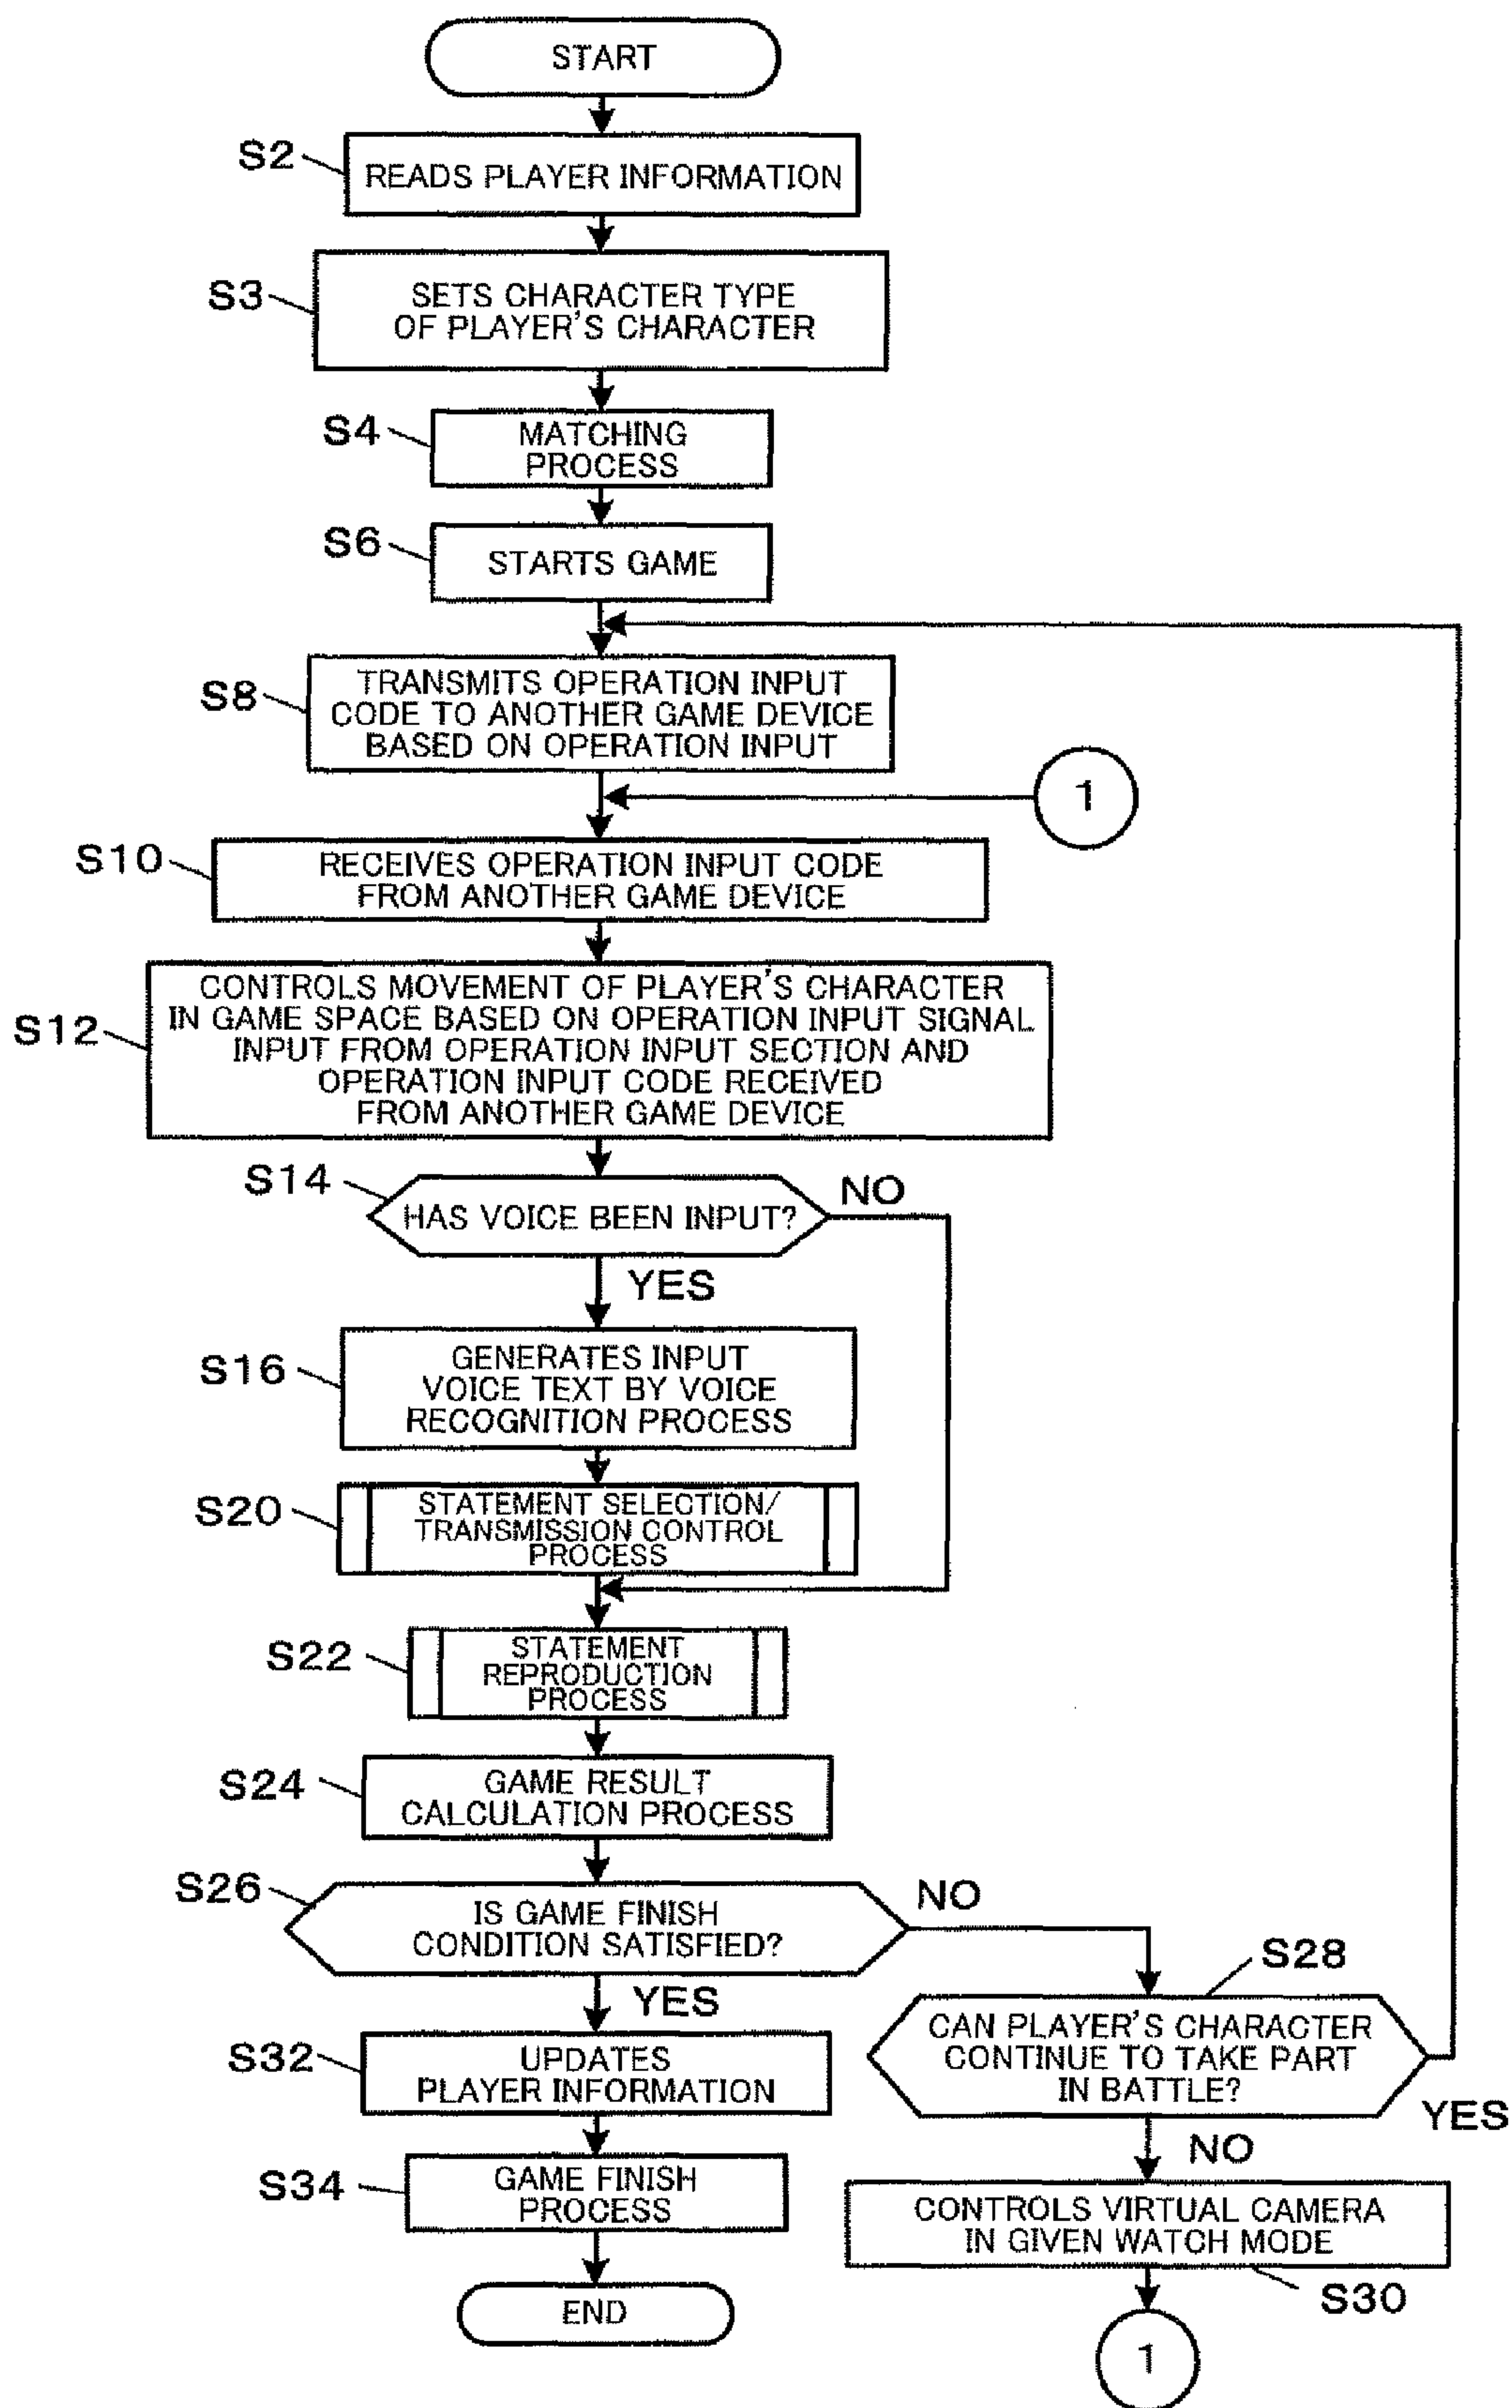 START
S2
READS PLAYER INFORMATION
S3
SETS CHARACTER TYPE
OF PLAYER'S CHARACTER
S4
MATCHING
PROCESS
S6
STARTS GAME
S8
TRANSMITS OPERATION INPUT
CODE TO ANOTHER GAME DEVICE
BASED ON OPERATION INPUT
1
S10
RECEIVES OPERATION INPUT CODE
FROM ANOTHER GAME DEVICE
S12
CONTROLS MOVEMENT OF PLAYER'S CHARACTER
IN GAME SPACE BASED ON OPERATION INPUT SIGNAL
INPUT FROM OPERATION INPUT SECTION AND
OPERATION INPUT CODE RECEIVED
FROM ANOTHER GAME DEVICE
S14
HAS VOICE BEEN INPUT?
NO
YES
S16
GENERATES INPUT
VOICE TEXT BY VOICE
RECOGNITION PROCESS
S20
STATEMENT SELECTION/
TRANSMISSION CONTROL
PROCESS
S22
STATEMENT
REPRODUCTION
PROCESS
S24
GAME RESULT
CALCULATION PROCESS
S26
IS GAME FINISH
CONDITION SATISFIED?
NO
YES
S28
CAN PLAYER'S CHARACTER
CONTINUE TO TAKE PART
IN BATTLE?
YES
NO
S32
UPDATES
PLAYER INFORMATION
S34
GAME FINISH
PROCESS
CONTROLS VIRTUAL CAMERA
IN GIVEN WATCH MODE
S30
END
1